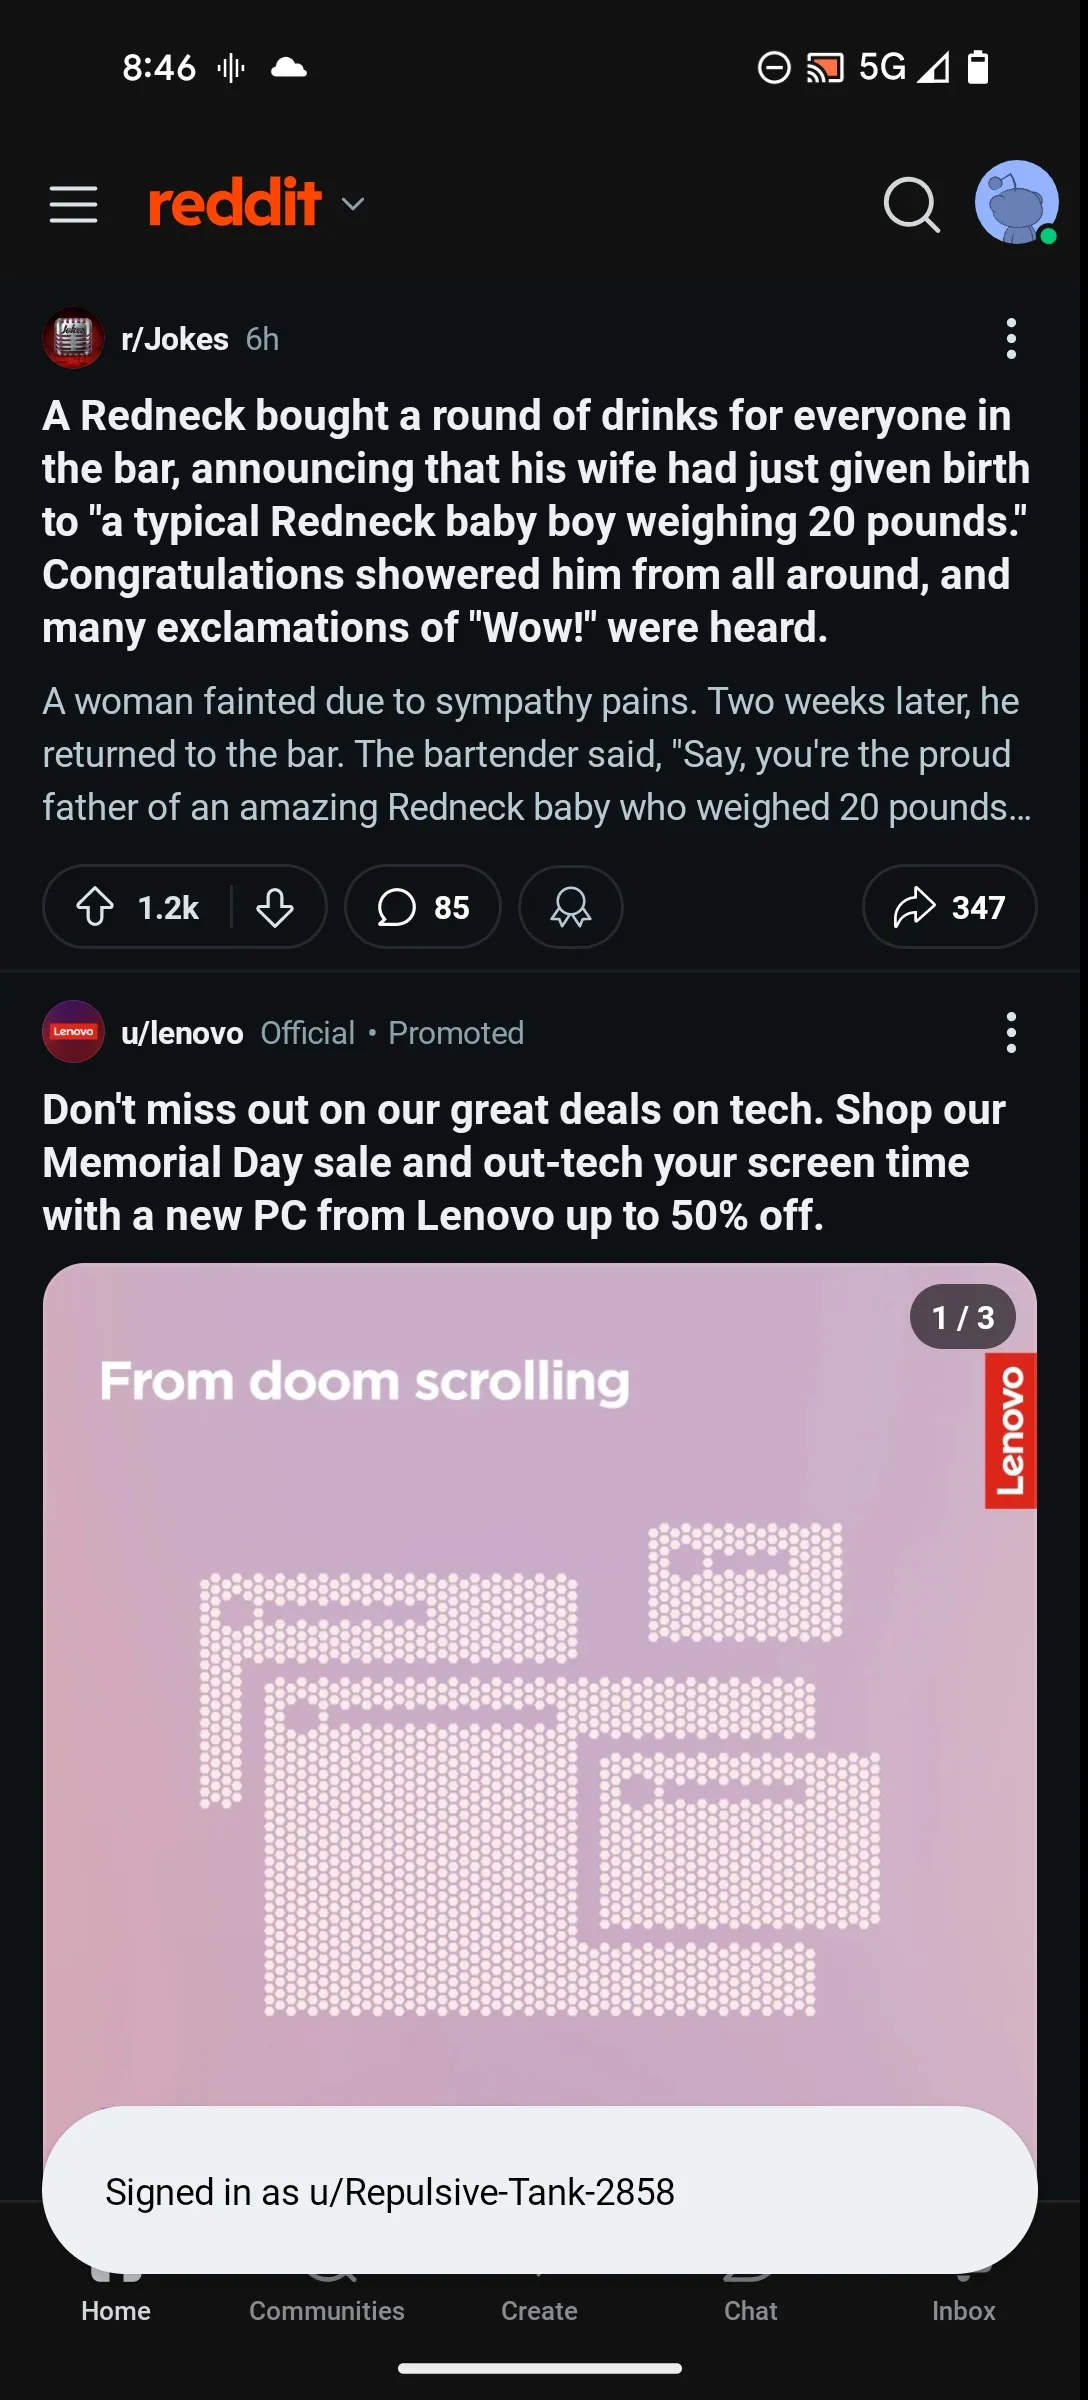 8:46
5G
reddit
r/Jokes 6h
A Redneck bought a round of drinks for everyone in
the bar, announcing that his wife had just given birth
to "a typical Redneck baby boy weighing 20 pounds."
Congratulations showered him from all around, and
many exclamations of "Wow!" were heard.
A woman fainted due to sympathy pains. Two weeks later, he
returned to the bar. The bartender said, "Say, you're the proud
father of an amazing Redneck baby who weighed 20 pounds...
1.2k
85
347
Lenovo
u/lenovo Official • Promoted
Don't miss out on our great deals on tech. Shop our
Memorial Day sale and out-tech your screen time
with a new PC from Lenovo up to 50% off.
1 / 3
From doom scrolling
Lenovo
Signed in as u/Repulsive-Tank-2858
Home Communities Create Chat Inbox